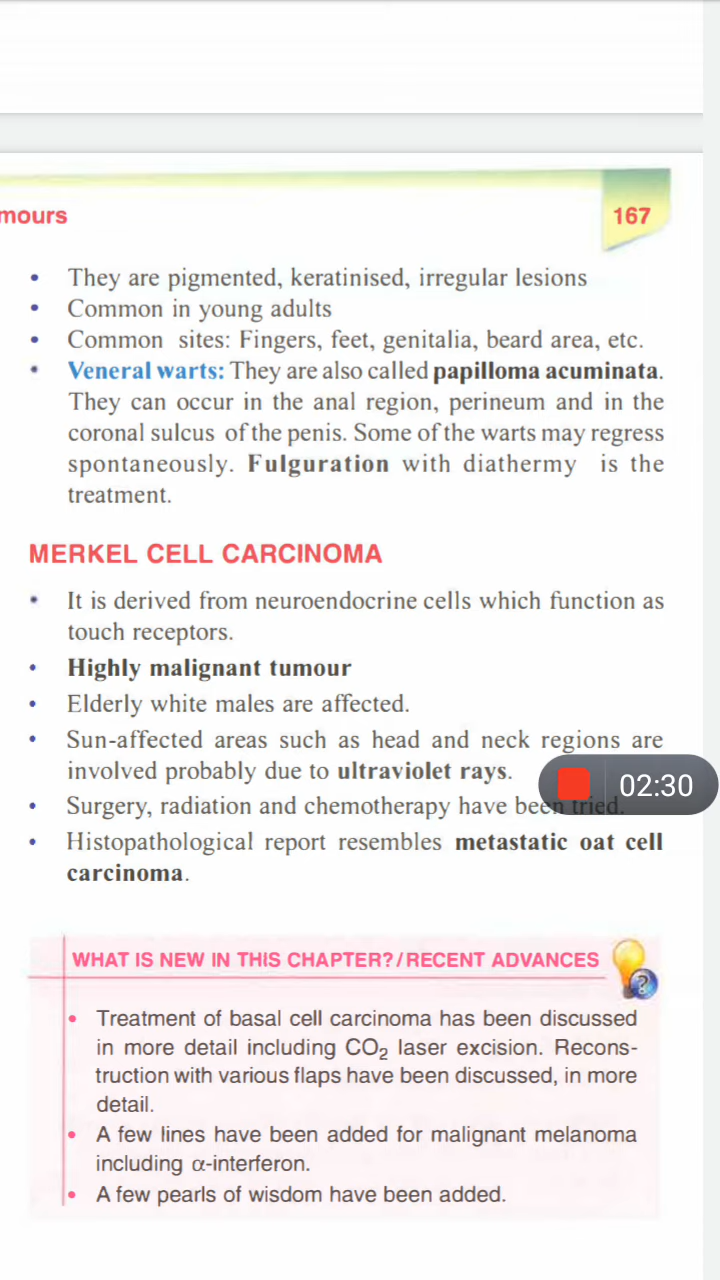 mours
167
• They are pigmented, keratinised, irregular lesions
• Common in young adults
• Common sites: Fingers, feet, genitalia, beard area, etc.
• Veneral warts: They are also called papilloma acuminata.
They can occur in the anal region, perineum and in the
coronal sulcus of the penis. Some of the warts may regress
spontaneously. Fulguration with diathermy is the
treatment.
MERKEL CELL CARCINOMA
• It is derived from neuroendocrine cells which function as
touch receptors.
• Highly malignant tumour
• Elderly white males are affected.
• Sun-affected areas such as head and neck regions are
involved probably due to ultraviolet rays.
02:30
• Surgery, radiation and chemotherapy have been tried.
• Histopathological report resembles metastatic oat cell
carcinoma.
WHAT IS NEW IN THIS CHAPTER?/RECENT ADVANCES
?
• Treatment of basal cell carcinoma has been discussed
in more detail including CO₂ laser excision. Recons-
truction with various flaps have been discussed, in more
detail.
• A few lines have been added for malignant melanoma
including α-interferon.
• A few pearls of wisdom have been added.